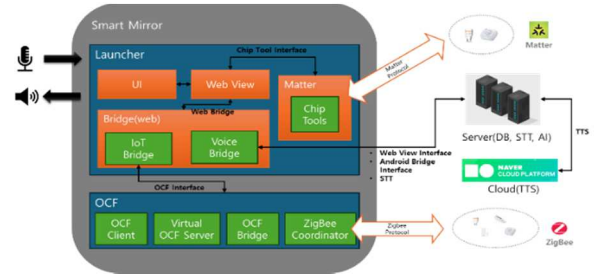 Smart Mirror
Launcher
Chip Tool Interface
UI
Web View
Matter
Chip
Tools
Web Bridge
Bridge(web)
IoT
Bridge
Voice
Bridge
OCF Interface
OCF
OCF
Client
Virtual
OCF Server
OCF
Bridge
ZigBee
Coordinator
Matter
Protocol
Matter
Server(DB, STT, AI)
TTS
• Web View Interface
• Android Bridge
Interface
• STT
NAVER
CLOUD PLATFORM
Cloud(TTS)
Zigbee
Protocol
ZigBee